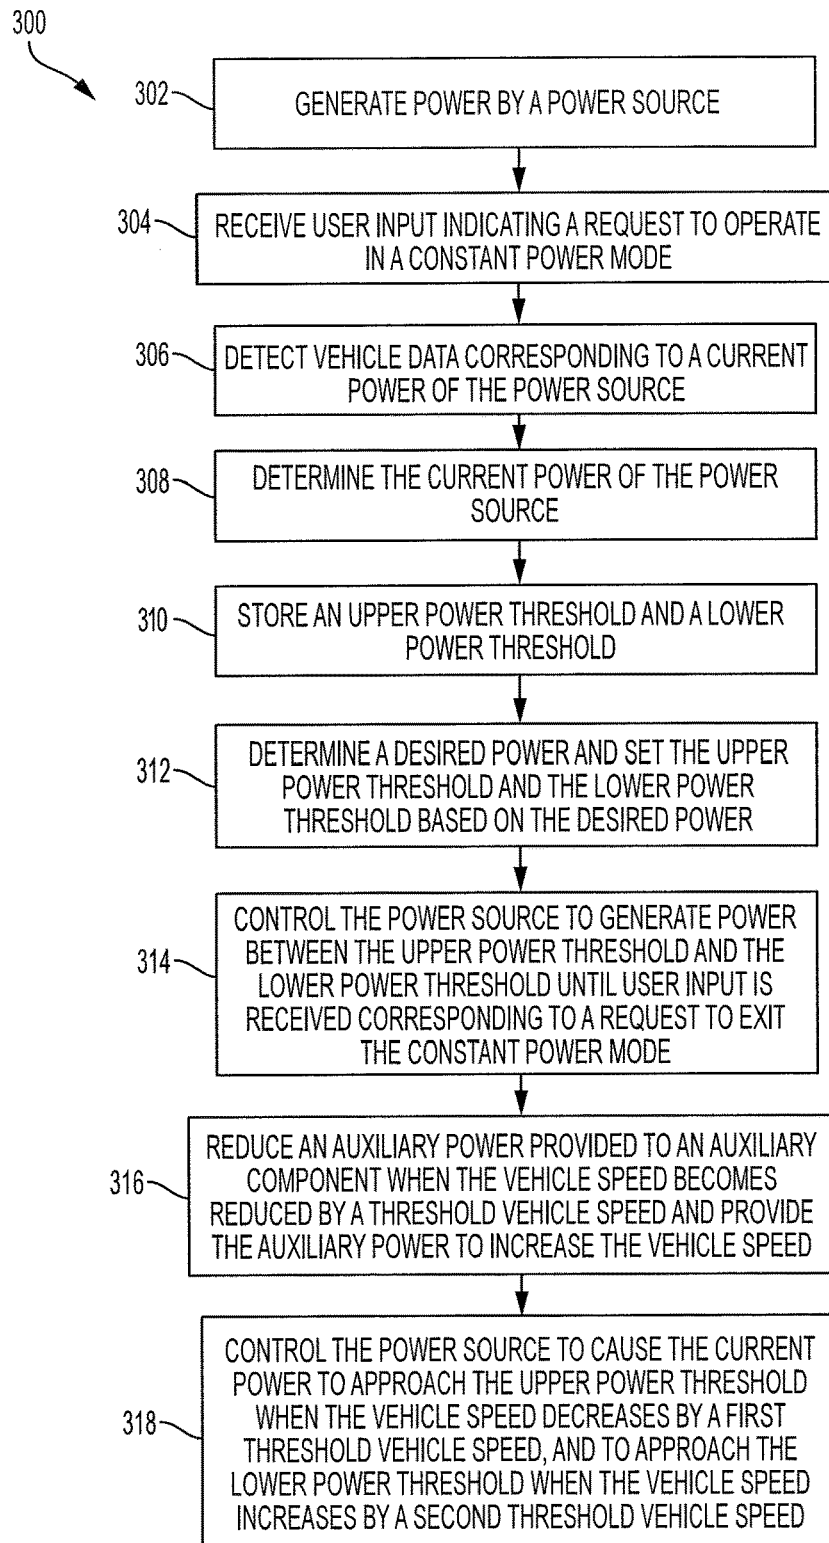 300
302
GENERATE POWER BY A POWER SOURCE
304
RECEIVE USER INPUT INDICATING A REQUEST TO OPERATE
IN A CONSTANT POWER MODE
306
DETECT VEHICLE DATA CORRESPONDING TO A CURRENT
POWER OF THE POWER SOURCE
308
DETERMINE THE CURRENT POWER OF THE POWER
SOURCE
310
STORE AN UPPER POWER THRESHOLD AND A LOWER
POWER THRESHOLD
312
DETERMINE A DESIRED POWER AND SET THE UPPER
POWER THRESHOLD AND THE LOWER POWER
THRESHOLD BASED ON THE DESIRED POWER
314
CONTROL THE POWER SOURCE TO GENERATE POWER
BETWEEN THE UPPER POWER THRESHOLD AND THE
LOWER POWER THRESHOLD UNTIL USER INPUT IS
RECEIVED CORRESPONDING TO A REQUEST TO EXIT
THE CONSTANT POWER MODE
316
REDUCE AN AUXILIARY POWER PROVIDED TO AN AUXILIARY
COMPONENT WHEN THE VEHICLE SPEED BECOMES
REDUCED BY A THRESHOLD VEHICLE SPEED AND PROVIDE
THE AUXILIARY POWER TO INCREASE THE VEHICLE SPEED
318
CONTROL THE POWER SOURCE TO CAUSE THE CURRENT
POWER TO APPROACH THE UPPER POWER THRESHOLD
WHEN THE VEHICLE SPEED DECREASES BY A FIRST
THRESHOLD VEHICLE SPEED, AND TO APPROACH THE
LOWER POWER THRESHOLD WHEN THE VEHICLE SPEED
INCREASES BY A SECOND THRESHOLD VEHICLE SPEED